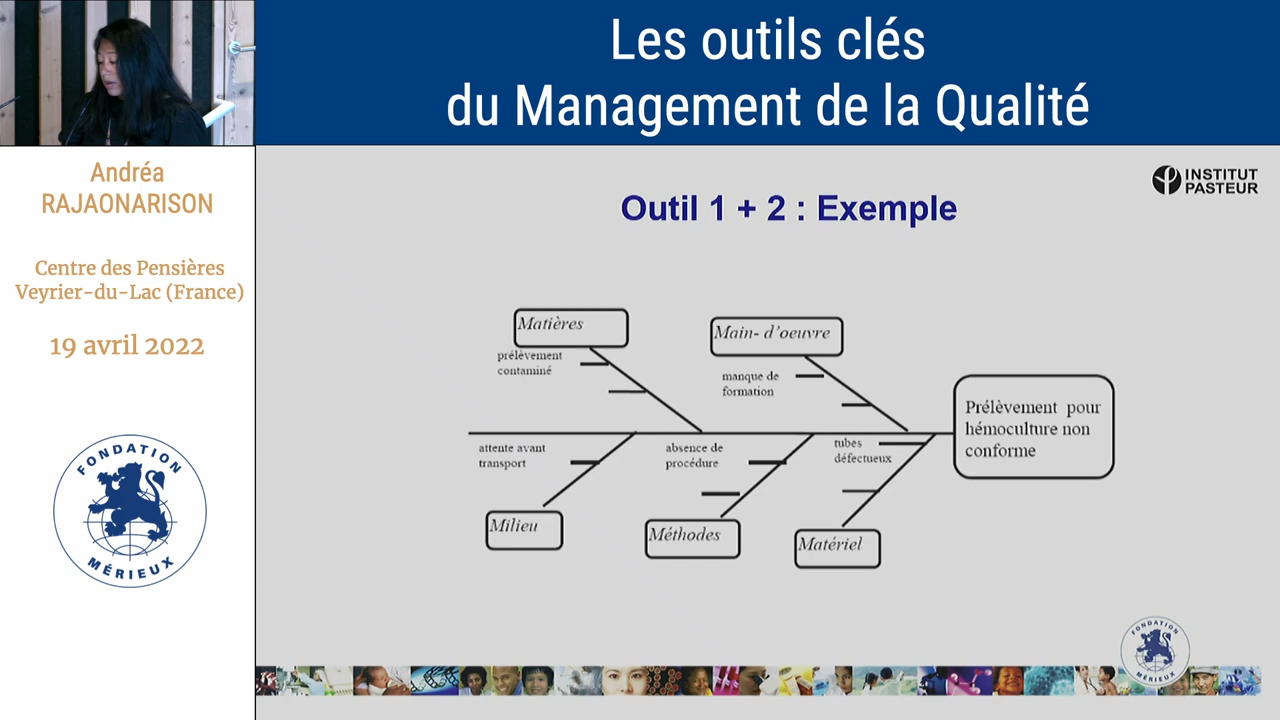 Les outils clés
du Management de la Qualité
Andréa
RAJAONARISON
Centre des Pensières
Veyrier-du-Lac (France)
19 avril 2022
FONDATION
MÉRIEUX
INSTITUT
PASTEUR
Outil 1 + 2 : Exemple
Matières
Main- d'oeuvre
prélèvement
contaminé
manque de
formation
Prélèvement pour
hémoculture non
conforme
attente avant
transport
absence de
procédure
tubes
défectueux
Milieu
Méthodes
Matériel
FONDATION
MÉRIEUX